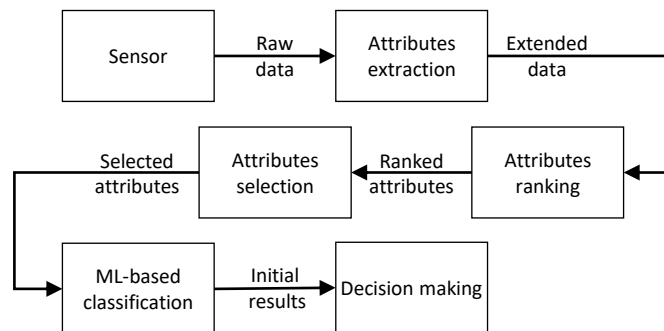 Sensor
Raw
data
Attributes
extraction
Extended
data
Selected
attributes
Attributes
selection
Ranked
attributes
Attributes
ranking
ML-based
classification
Initial
results
Decision making